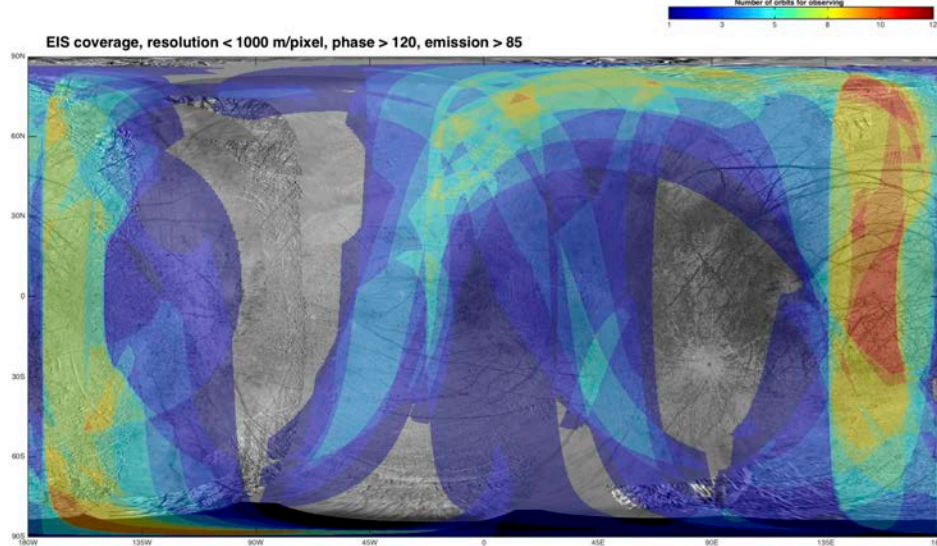 Number of orbits for observing
1 3 5 8 10 12
EIS coverage, resolution < 1000 m/pixel, phase > 120, emission > 85
90N
60N
30N
0
30S
60S
90S
180W 135W 90W 45W 0 45E 90E 135E